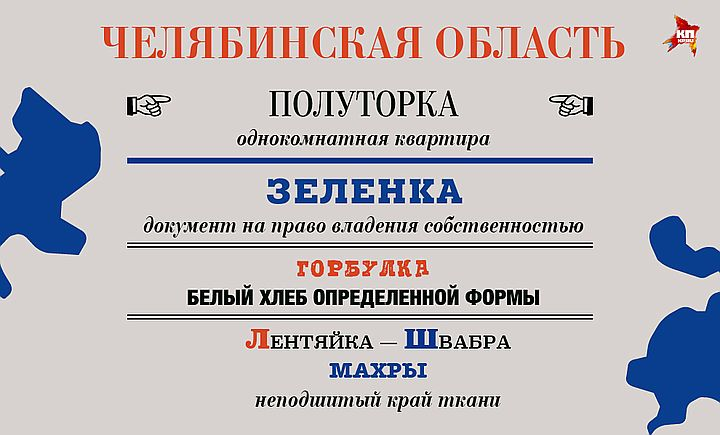 ЧЕЛЯБИНСКАЯ ОБЛАСТЬ
КП
ПОЛУТОРКА
однокомнатная квартира
ЗЕЛЕНКА
документ на право владения собственностью
ГОРБУЛКА
БЕЛЫЙ ХЛЕБ ОПРЕДЕЛЕННОЙ ФОРМЫ
ЛЕНТЯЙКА — ШВАБРА
МАХРЫ
неподшитый край ткани